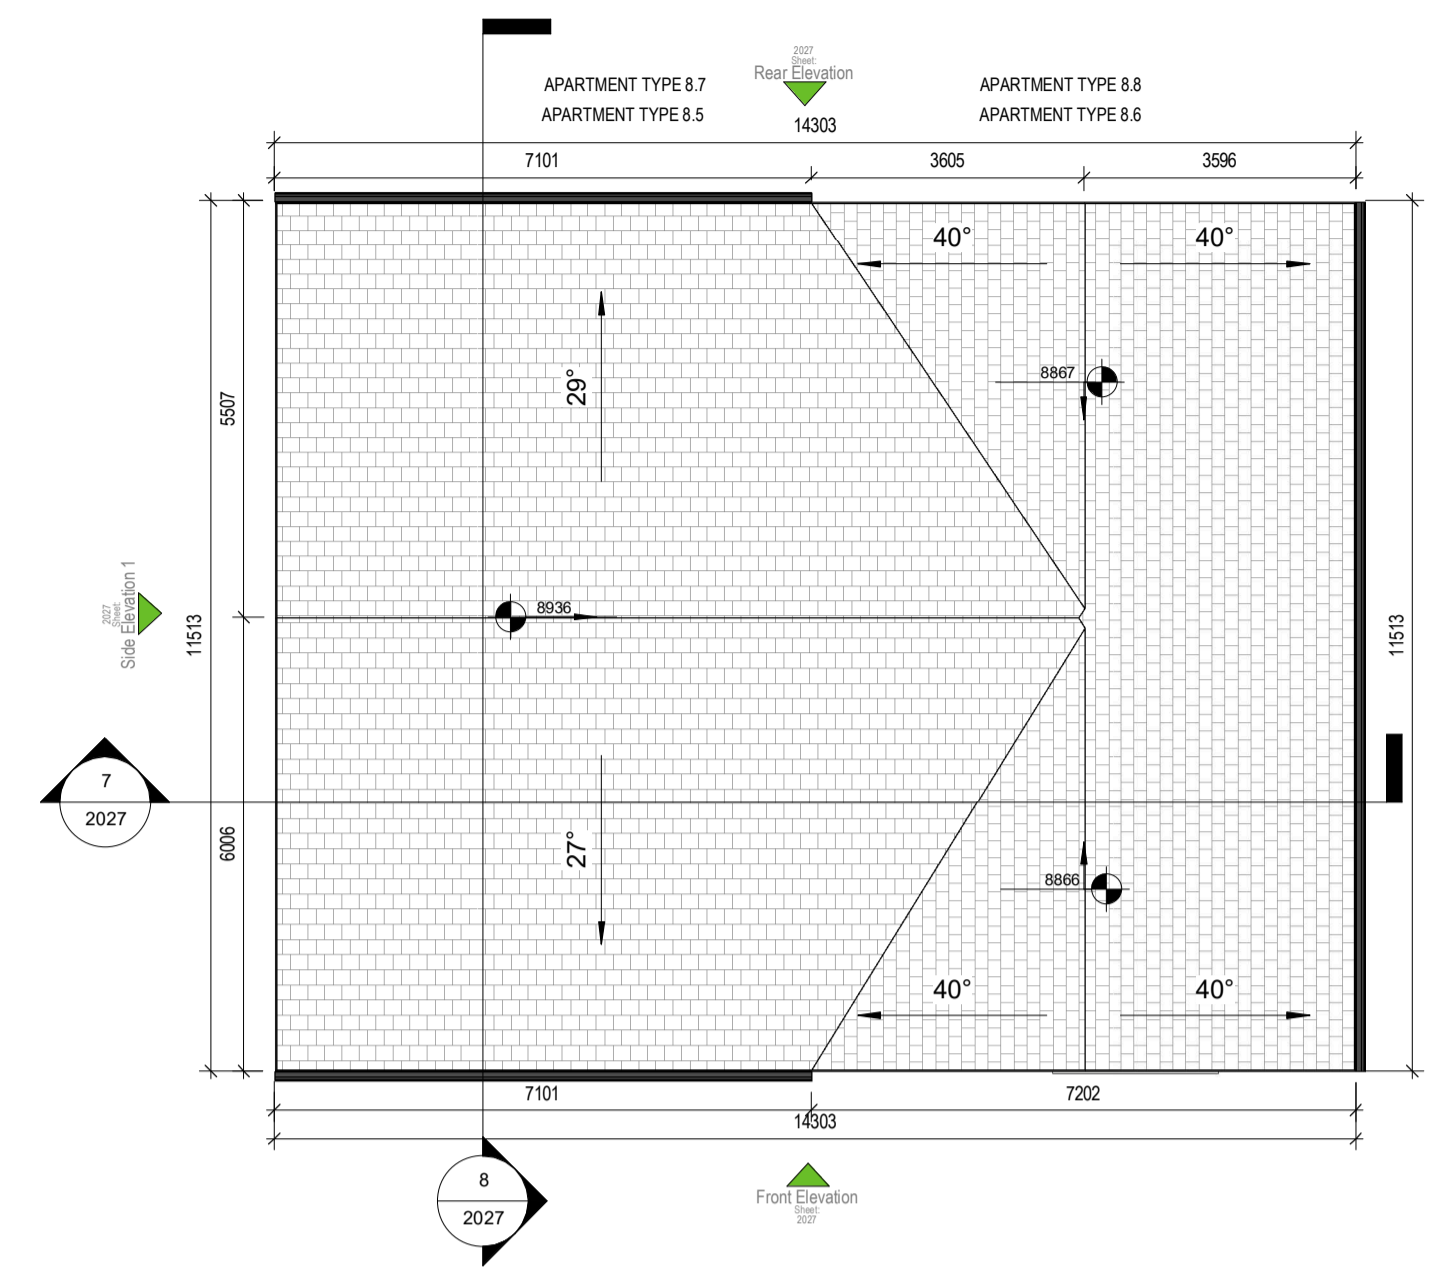 2027
Sheet:
Rear Elevation
APARTMENT TYPE 8.7
APARTMENT TYPE 8.8
APARTMENT TYPE 8.5
APARTMENT TYPE 8.6
14303
7101
3605
3596
40°
40°
8867
29°
5507
8936
2027
Sheet:
Side Elevation 1
11513
11513
7
2027
6006
27°
8866
40°
40°
7101
7202
14303
8
2027
Front Elevation
Sheet:
2027